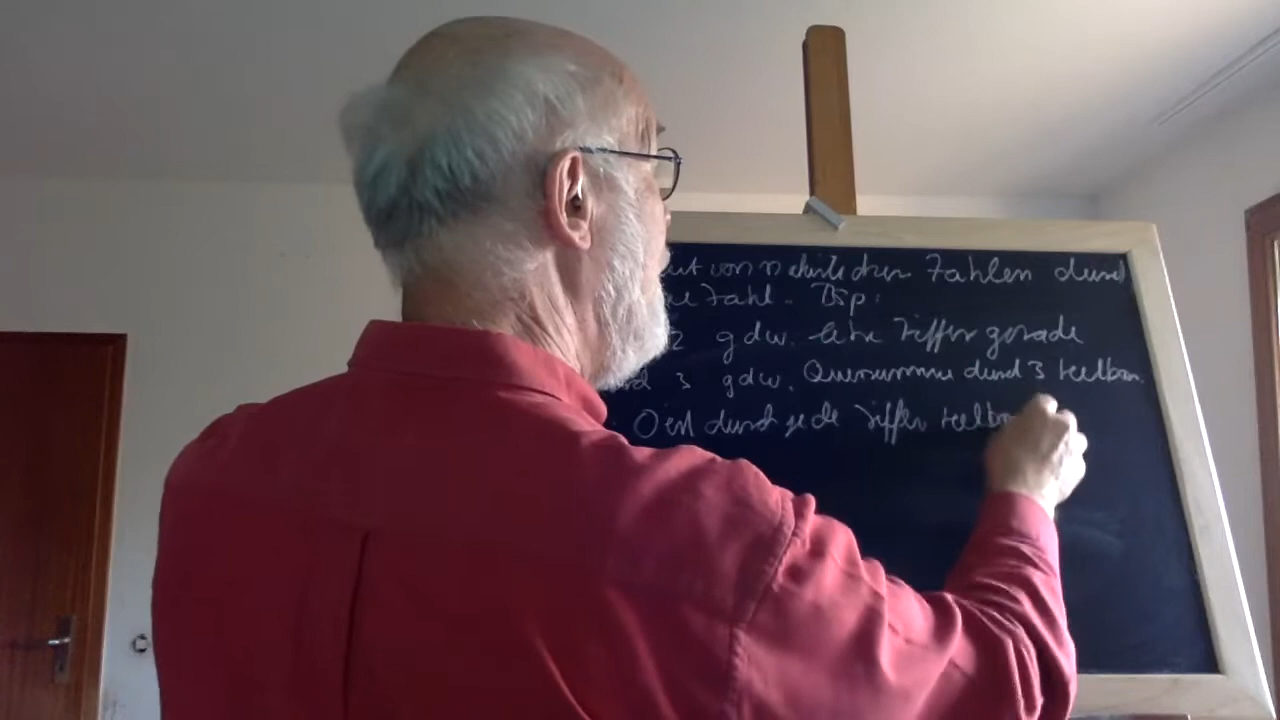 von natürlichen Zahlen durch
Zahl. Bsp:
2 gdw. letzte Ziffer gerade
3 gdw. Quersumme durch 3 teilbar.
0 ist durch jede Ziffer teilbar